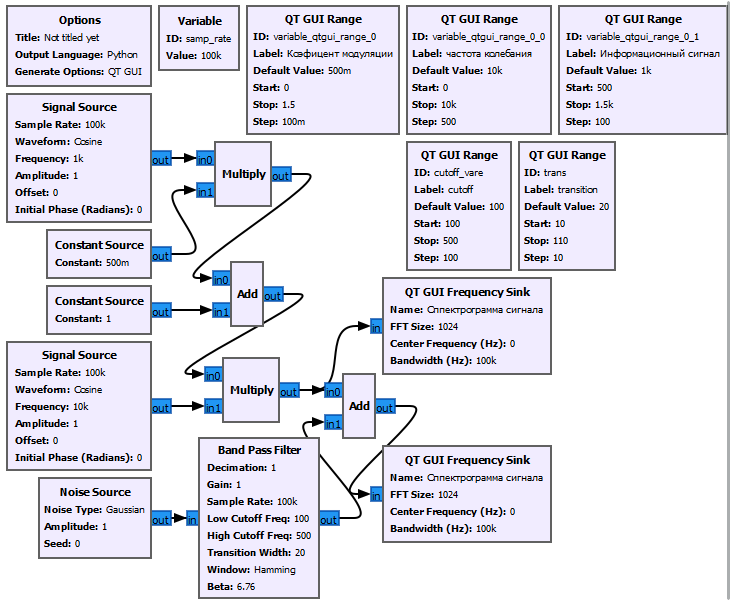 Options
Title: Not titled yet
Output Language: Python
Generate Options: QT GUI
Variable
ID: samp_rate
Value: 100k
QT GUI Range
ID: variable_qtgui_range_0
Label: Коэфицент модуляции
Default Value: 500m
Start: 0
Stop: 1.5
Step: 100m
QT GUI Range
ID: variable_qtgui_range_0_0
Label: частота колебания
Default Value: 10k
Start: 0
Stop: 10k
Step: 500
QT GUI Range
ID: variable_qtgui_range_0_1
Label: Информационный сигнал
Default Value: 1k
Start: 500
Stop: 1.5k
Step: 100
Signal Source
Sample Rate: 100k
Waveform: Cosine
Frequency: 1k
Amplitude: 1
Offset: 0
Initial Phase (Radians): 0
out
in0
in1
Multiply
out
QT GUI Range
ID: cutoff_vare
Label: cutoff
Default Value: 100
Start: 100
Stop: 500
Step: 100
QT GUI Range
ID: trans
Label: transition
Default Value: 20
Start: 10
Stop: 110
Step: 10
Constant Source
Constant: 500m
out
Constant Source
Constant: 1
out
in0
in1
Add
out
QT GUI Frequency Sink
Name: Сппектрограмма сигнала
FFT Size: 1024
Center Frequency (Hz): 0
Bandwidth (Hz): 100k
in
Signal Source
Sample Rate: 100k
Waveform: Cosine
Frequency: 10k
Amplitude: 1
Offset: 0
Initial Phase (Radians): 0
out
in0
in1
Multiply
out
in0
in1
Add
out
Noise Source
Noise Type: Gaussian
Amplitude: 1
Seed: 0
out
in
Band Pass Filter
Decimation: 1
Gain: 1
Sample Rate: 100k
Low Cutoff Freq: 100
High Cutoff Freq: 500
Transition Width: 20
Window: Hamming
Beta: 6.76
out
in
QT GUI Frequency Sink
Name: Сппектрограмма сигнала
FFT Size: 1024
Center Frequency (Hz): 0
Bandwidth (Hz): 100k